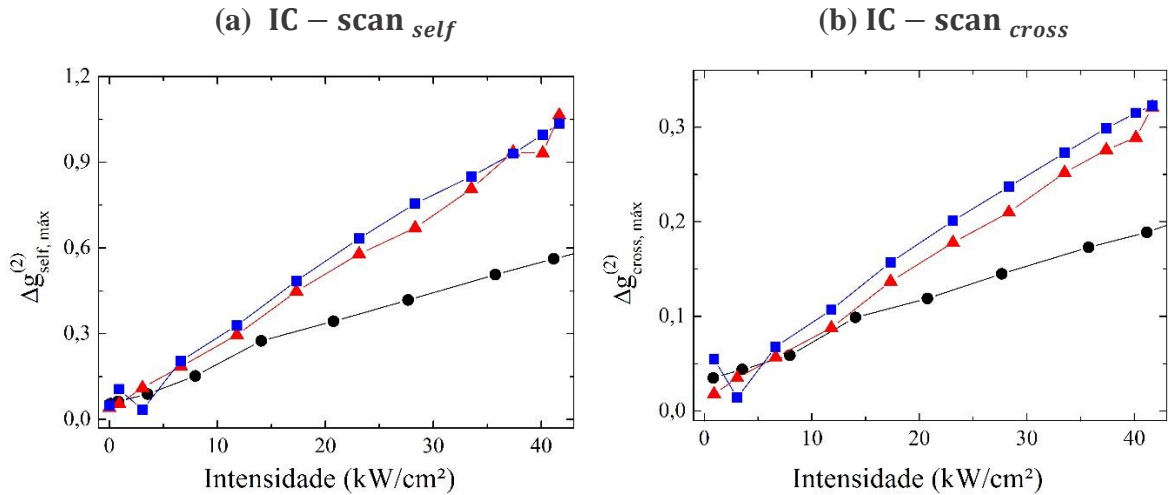 (a) IC − scan self
(b) IC − scan cross
1,2
0,9
0,6
0,3
0,0
Δg(2)self, máx
0 10 20 30 40
Intensidade (kW/cm²)
0,3
0,2
0,1
0,0
Δg(2)cross, máx
0 10 20 30 40
Intensidade (kW/cm²)